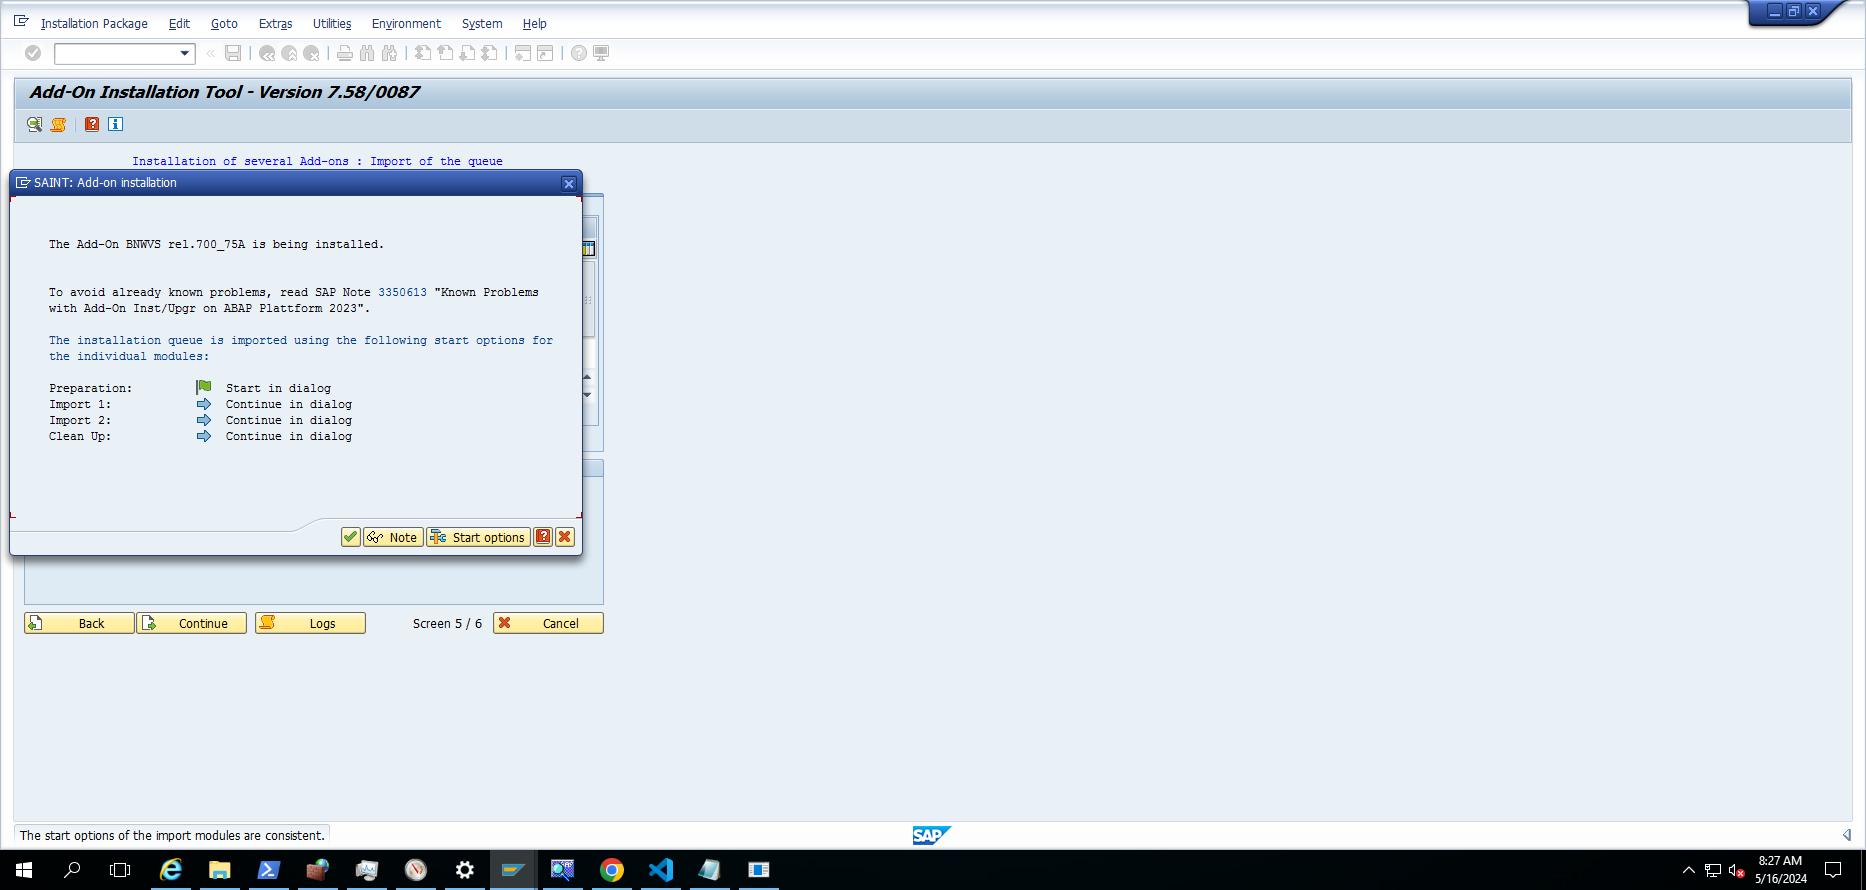 Installation Package Edit Goto Extras Utilities Environment System Help
Add-On Installation Tool - Version 7.58/0087
Installation of several Add-ons : Import of the queue
SAINT: Add-on installation
The Add-On BNWVS rel.700_75A is being installed.
To avoid already known problems, read SAP Note 3350613 "Known Problems
with Add-On Inst/Upgr on ABAP Plattform 2023".
The installation queue is imported using the following start options for
the individual modules:
Preparation: Start in dialog
Import 1: Continue in dialog
Import 2: Continue in dialog
Clean Up: Continue in dialog
Note Start options
Back Continue Logs Screen 5 / 6 Cancel
The start options of the import modules are consistent.
SAP
8:27 AM
5/16/2024